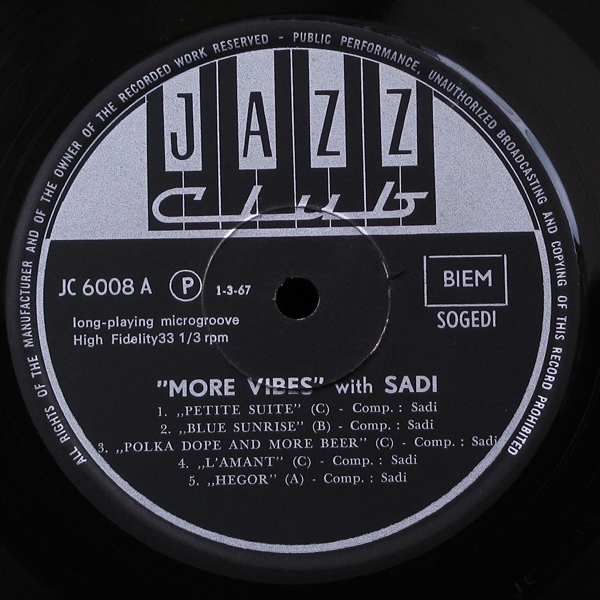 ALL RIGHTS OF THE MANUFACTURER AND OF THE OWNER OF THE RECORDED WORK RESERVED - PUBLIC PERFORMANCE, UNAUTHORIZED BROADCASTING AND COPYING OF THIS RECORD PROHIBITED
JAZZ
Club
JC 6008 A P 1-3-67
BIEM
SOGEDI
long-playing microgroove
High Fidelity33 1/3 rpm
"MORE VIBES" with SADI
1. „PETITE SUITE" (C) - Comp. : Sadi
2. „BLUE SUNRISE" (B) - Comp. : Sadi
3. „POLKA DOPE AND MORE BEER" (C) - Comp. : Sadi
4. „L'AMANT" (C) - Comp. : Sadi
5. „HEGOR" (A) - Comp. : Sadi